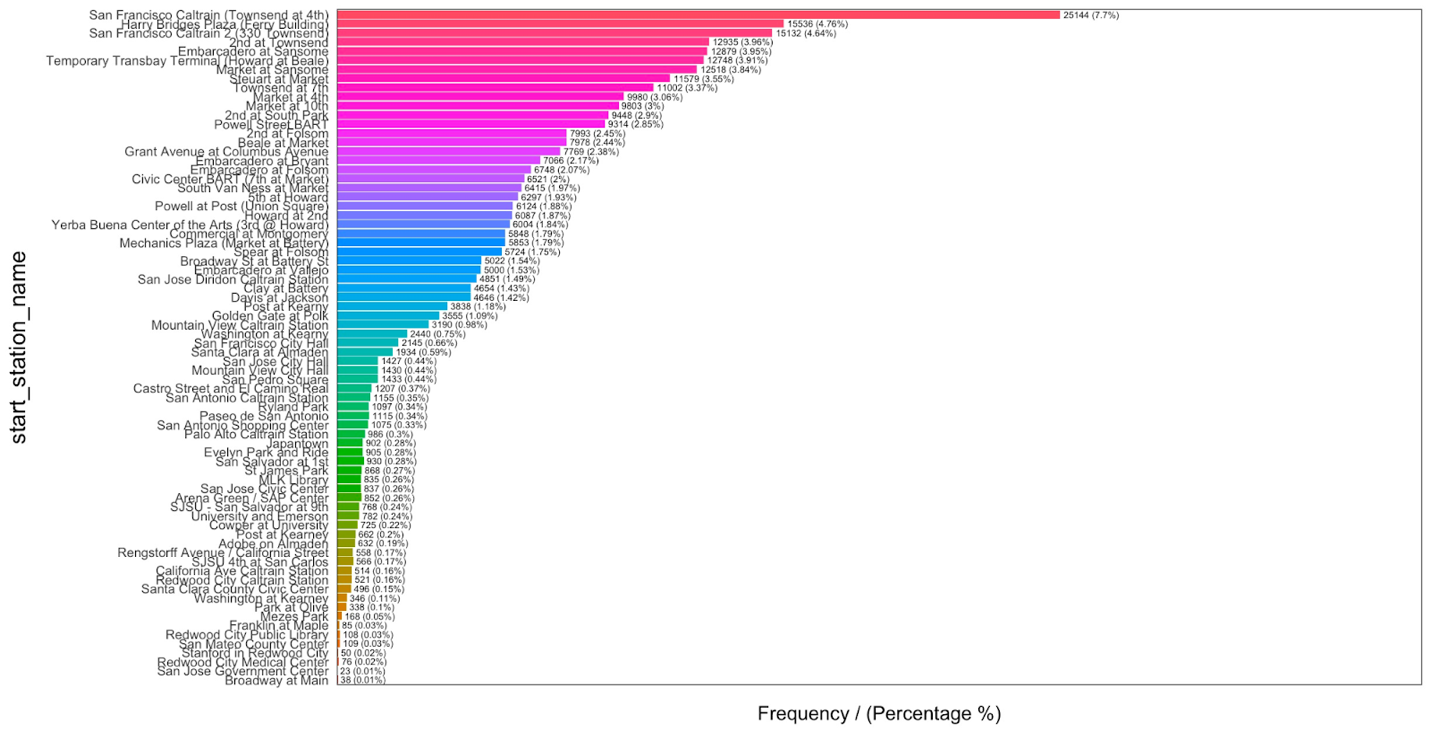 San Francisco Caltrain (Townsend at 4th) 25144 (7.7%)
Harry Bridges Plaza (Ferry Building) 15536 (4.76%)
San Francisco Caltrain 2 (330 Townsend) 15132 (4.64%)
2nd at Townsend 12935 (3.96%)
Embarcadero at Sansome 12879 (3.95%)
Temporary Transbay Terminal (Howard at Beale) 12748 (3.91%)
Market at Sansome 12518 (3.84%)
Steuart at Market 11579 (3.55%)
Townsend at 7th 11002 (3.37%)
Market at 4th 9980 (3.06%)
Market at 10th 9803 (3%)
2nd at South Park 9448 (2.9%)
Powell Street BART 9314 (2.85%)
2nd at Folsom 7993 (2.45%)
Beale at Market 7978 (2.44%)
Grant Avenue at Columbus Avenue 7769 (2.38%)
Embarcadero at Bryant 7066 (2.17%)
Embarcadero at Folsom 6748 (2.07%)
Civic Center BART (7th at Market) 6521 (2%)
South Van Ness at Market 6415 (1.97%)
5th at Howard 6297 (1.93%)
Powell at Post (Union Square) 6124 (1.88%)
Howard at 2nd 6087 (1.87%)
Yerba Buena Center of the Arts (3rd @ Howard) 6004 (1.84%)
Commercial at Montgomery 5848 (1.79%)
Mechanics Plaza (Market at Battery) 5853 (1.79%)
Spear at Folsom 5724 (1.75%)
Broadway St at Battery St 5022 (1.54%)
Embarcadero at Vallejo 5000 (1.53%)
San Jose Diridon Caltrain Station 4851 (1.49%)
Clay at Battery 4654 (1.43%)
Davis at Jackson 4646 (1.42%)
Post at Kearny 3838 (1.18%)
Golden Gate at Polk 3555 (1.09%)
Mountain View Caltrain Station 3190 (0.98%)
Washington at Kearny 2440 (0.75%)
San Francisco City Hall 2145 (0.66%)
Santa Clara at Almaden 1934 (0.59%)
San Jose City Hall 1427 (0.44%)
Mountain View City Hall 1430 (0.44%)
San Pedro Square 1433 (0.44%)
Castro Street and El Camino Real 1207 (0.37%)
San Antonio Caltrain Station 1155 (0.35%)
Ryland Park 1097 (0.34%)
Paseo de San Antonio 1115 (0.34%)
San Antonio Shopping Center 1075 (0.33%)
Palo Alto Caltrain Station 986 (0.3%)
Japantown 902 (0.28%)
Evelyn Park and Ride 905 (0.28%)
San Salvador at 1st 930 (0.28%)
St James Park 868 (0.27%)
MLK Library 835 (0.26%)
San Jose Civic Center 837 (0.26%)
Arena Green / SAP Center 852 (0.26%)
SJSU - San Salvador at 9th 768 (0.24%)
University and Emerson 782 (0.24%)
Cowper at University 725 (0.22%)
Post at Kearney 662 (0.2%)
Adobe on Almaden 632 (0.19%)
Rengstorff Avenue / California Street 558 (0.17%)
SJSU 4th at San Carlos 566 (0.17%)
California Ave Caltrain Station 514 (0.16%)
Redwood City Caltrain Station 521 (0.16%)
Santa Clara County Civic Center 496 (0.15%)
Washington at Kearney 346 (0.11%)
Park at Olive 338 (0.1%)
Mezes Park 168 (0.05%)
Franklin at Maple 85 (0.03%)
Redwood City Public Library 108 (0.03%)
San Mateo County Center 109 (0.03%)
Stanford in Redwood City 50 (0.02%)
Redwood City Medical Center 76 (0.02%)
San Jose Government Center 23 (0.01%)
Broadway at Main 38 (0.01%)
start_station_name
Frequency / (Percentage %)